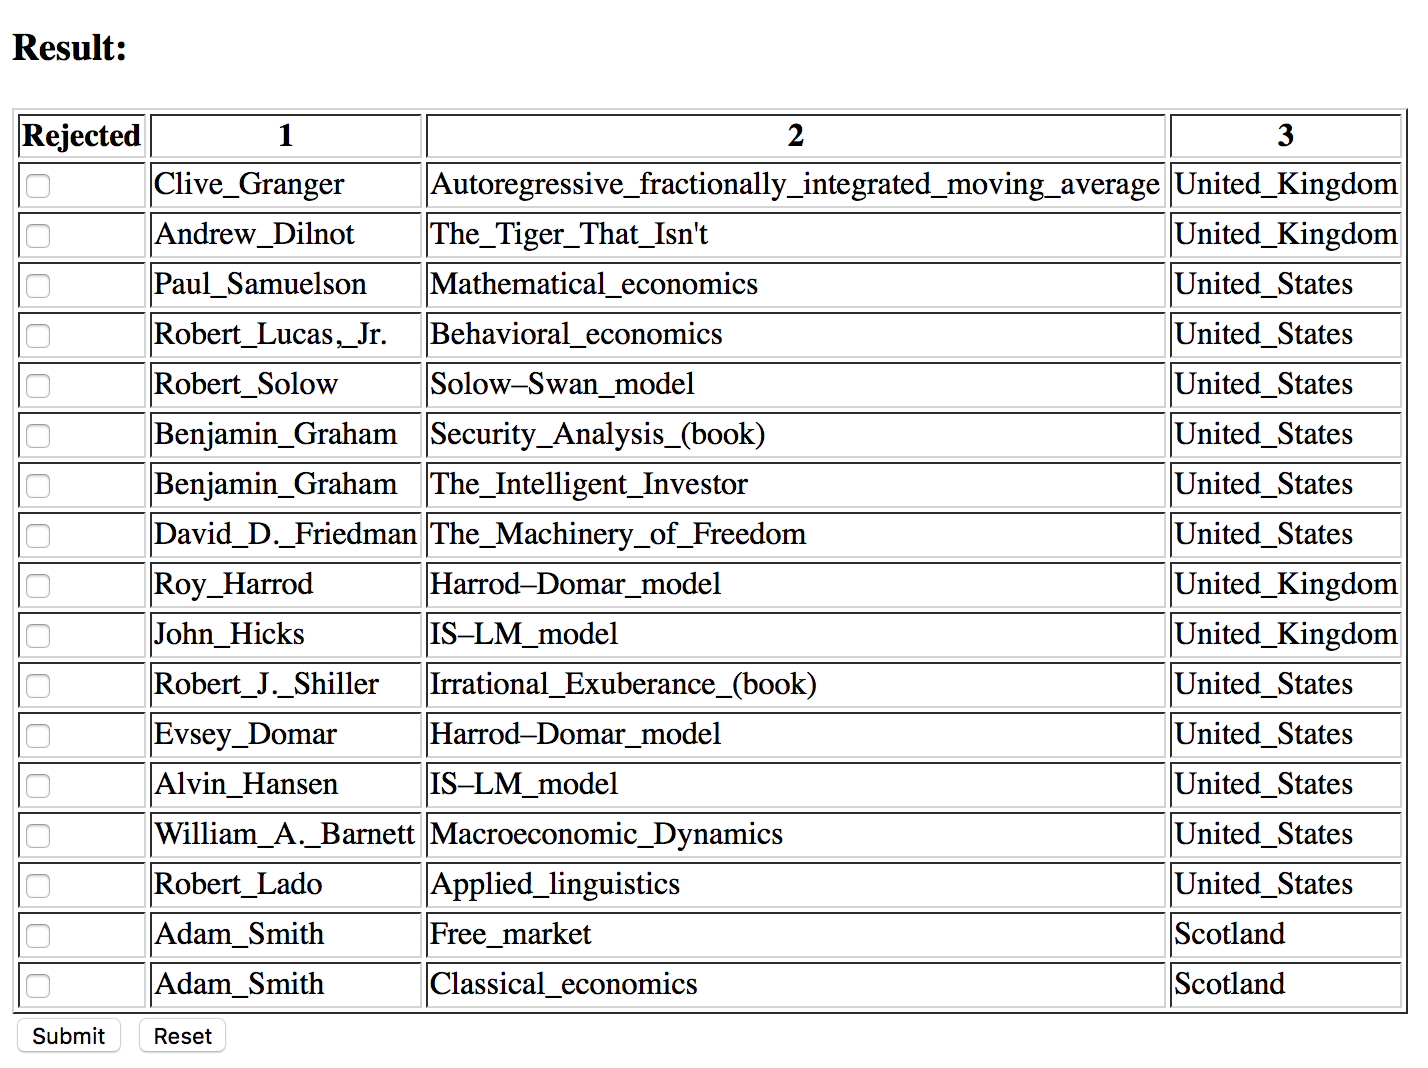 Result:
Rejected 1 2 3
Clive_Granger Autoregressive_fractionally_integrated_moving_average United_Kingdom
Andrew_Dilnot The_Tiger_That_Isn't United_Kingdom
Paul_Samuelson Mathematical_economics United_States
Robert_Lucas,_Jr. Behavioral_economics United_States
Robert_Solow Solow–Swan_model United_States
Benjamin_Graham Security_Analysis_(book) United_States
Benjamin_Graham The_Intelligent_Investor United_States
David_D._Friedman The_Machinery_of_Freedom United_States
Roy_Harrod Harrod–Domar_model United_Kingdom
John_Hicks IS–LM_model United_Kingdom
Robert_J._Shiller Irrational_Exuberance_(book) United_States
Evsey_Domar Harrod–Domar_model United_States
Alvin_Hansen IS–LM_model United_States
William_A._Barnett Macroeconomic_Dynamics United_States
Robert_Lado Applied_linguistics United_States
Adam_Smith Free_market Scotland
Adam_Smith Classical_economics Scotland
Submit Reset